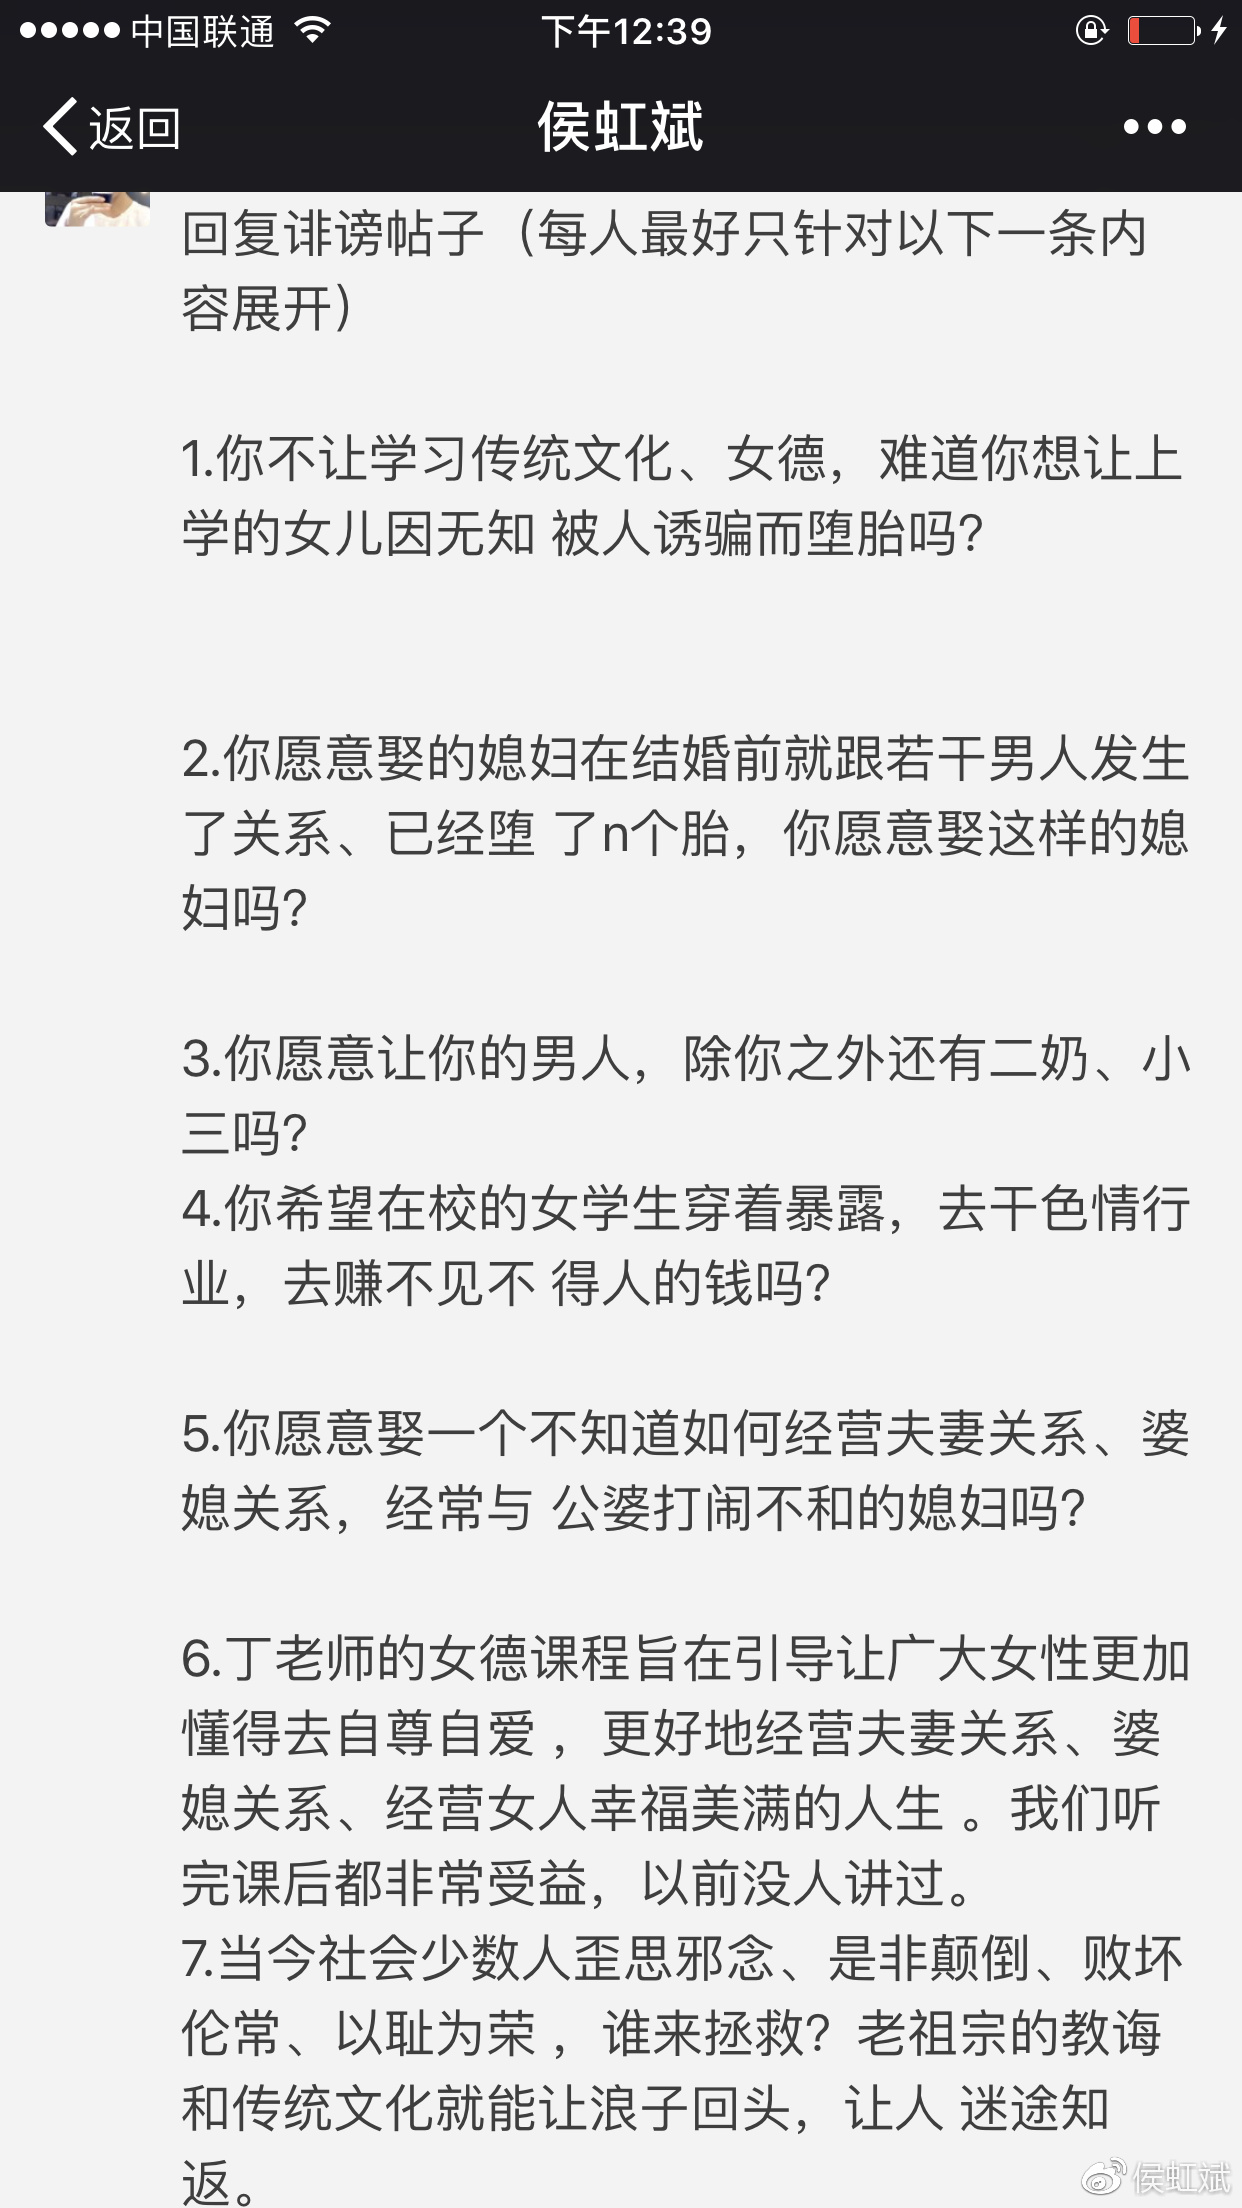 中国联通
下午12:39
返回
侯虹斌
回复诽谤帖子（每人最好只针对以下一条内
容展开）
1.你不让学习传统文化、女德，难道你想让上
学的女儿因无知 被人诱骗而堕胎吗？
2.你愿意娶的媳妇在结婚前就跟若干男人发生
了关系、已经堕 了n个胎，你愿意娶这样的媳
妇吗？
3.你愿意让你的男人，除你之外还有二奶、小
三吗？
4.你希望在校的女学生穿着暴露，去干色情行
业，去赚不见不 得人的钱吗？
5.你愿意娶一个不知道如何经营夫妻关系、婆
媳关系，经常与 公婆打闹不和的媳妇吗？
6.丁老师的女德课程旨在引导让广大女性更加
懂得去自尊自爱 ，更好地经营夫妻关系、婆
媳关系、经营女人幸福美满的人生 。我们听
完课后都非常受益，以前没人讲过。
7.当今社会少数人歪思邪念、是非颠倒、败坏
伦常、以耻为荣 ，谁来拯救？老祖宗的教诲
和传统文化就能让浪子回头，让人 迷途知
返。
侯虹斌